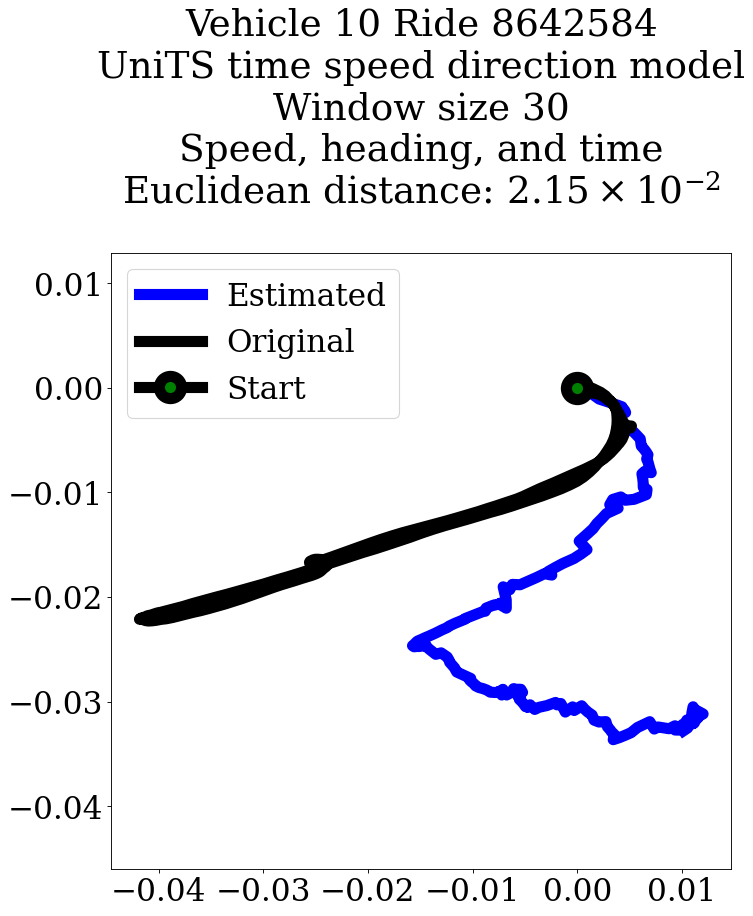 Vehicle 10 Ride 8642584
UniTS time speed direction model
Window size 30
Speed, heading, and time
Euclidean distance: 2.15 × 10⁻²
Estimated
Original
Start
0.01
0.00
−0.01
−0.02
−0.03
−0.04
−0.04 −0.03 −0.02 −0.01 0.00 0.01